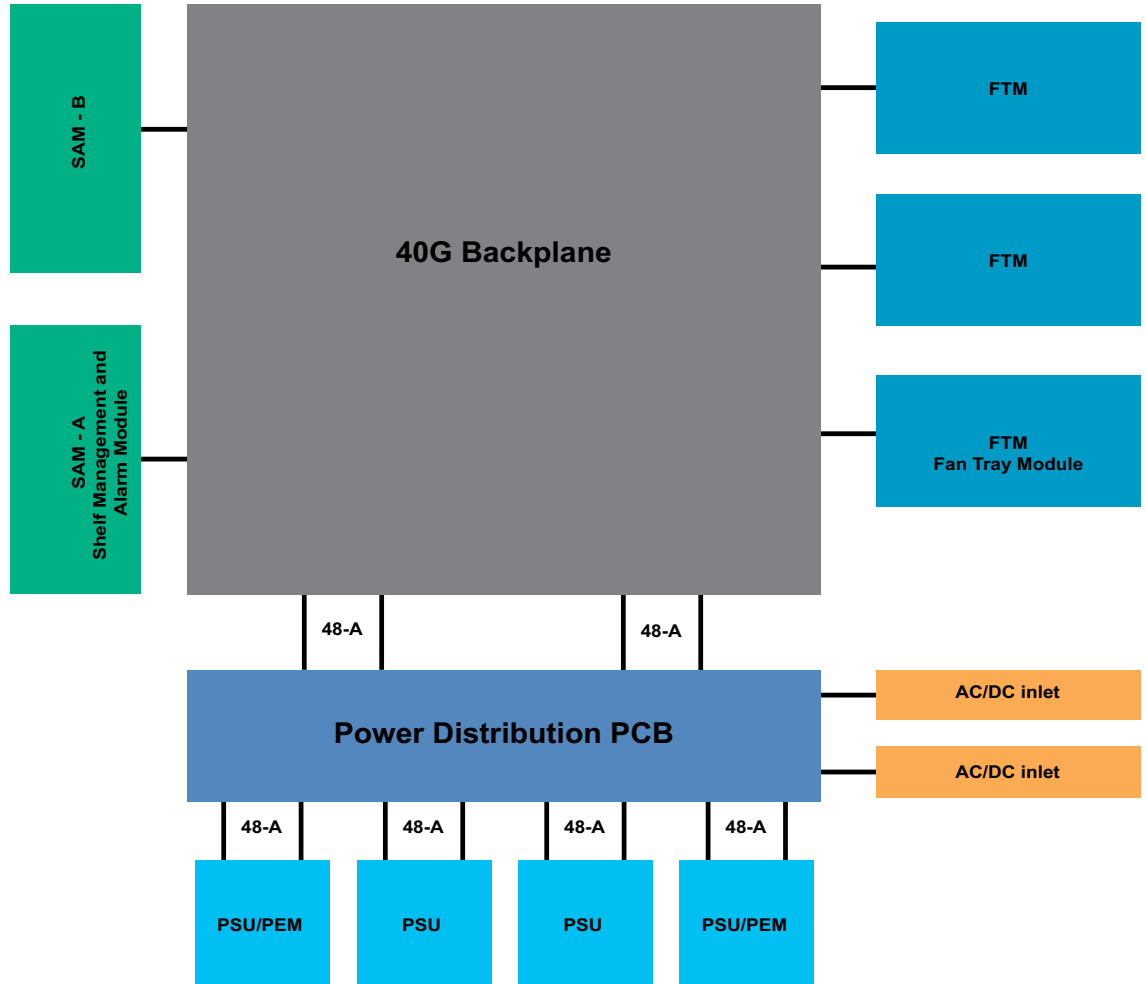 SAM - B
40G Backplane
FTM
FTM
SAM - A
Shelf Management and
Alarm Module
FTM
Fan Tray Module
48-A
48-A
Power Distribution PCB
AC/DC inlet
AC/DC inlet
48-A
48-A
48-A
48-A
PSU/PEM
PSU
PSU
PSU/PEM